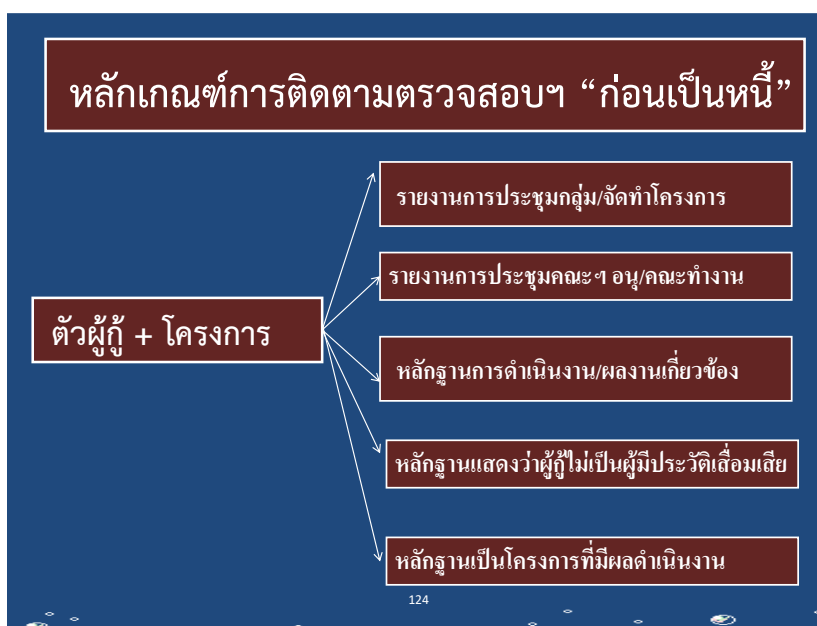 หลักเกณฑ์การติดตามตรวจสอบฯ “ก่อนเป็นหนี้”
รายงานการประชุมกลุ่ม/จัดทำโครงการ
รายงานการประชุมคณะฯ อนุ/คณะทำงาน
ตัวผู้กู้ + โครงการ
หลักฐานการดำเนินงาน/ผลงานเกี่ยวข้อง
หลักฐานแสดงว่าผู้กู้ไม่เป็นผู้มีประวัติเสื่อมเสีย
หลักฐานเป็นโครงการที่มีผลดำเนินงาน
124